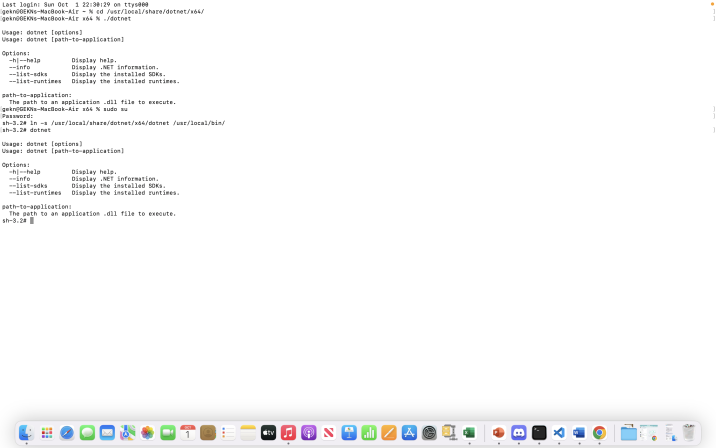 Last login: Sun Oct  1 22:30:29 on ttys000
gekn@GEKNs-MacBook-Air ~ % cd /usr/local/share/dotnet/x64/
gekn@GEKNs-MacBook-Air x64 % ./dotnet

Usage: dotnet [options]
Usage: dotnet [path-to-application]

Options:
  -h|--help         Display help.
  --info            Display .NET information.
  --list-sdks       Display the installed SDKs.
  --list-runtimes   Display the installed runtimes.

path-to-application:
  The path to an application .dll file to execute.
gekn@GEKNs-MacBook-Air x64 % sudo su
Password:
sh-3.2# ln -s /usr/local/share/dotnet/x64/dotnet /usr/local/bin/
sh-3.2# dotnet

Usage: dotnet [options]
Usage: dotnet [path-to-application]

Options:
  -h|--help         Display help.
  --info            Display .NET information.
  --list-sdks       Display the installed SDKs.
  --list-runtimes   Display the installed runtimes.

path-to-application:
  The path to an application .dll file to execute.
sh-3.2#
1
tv